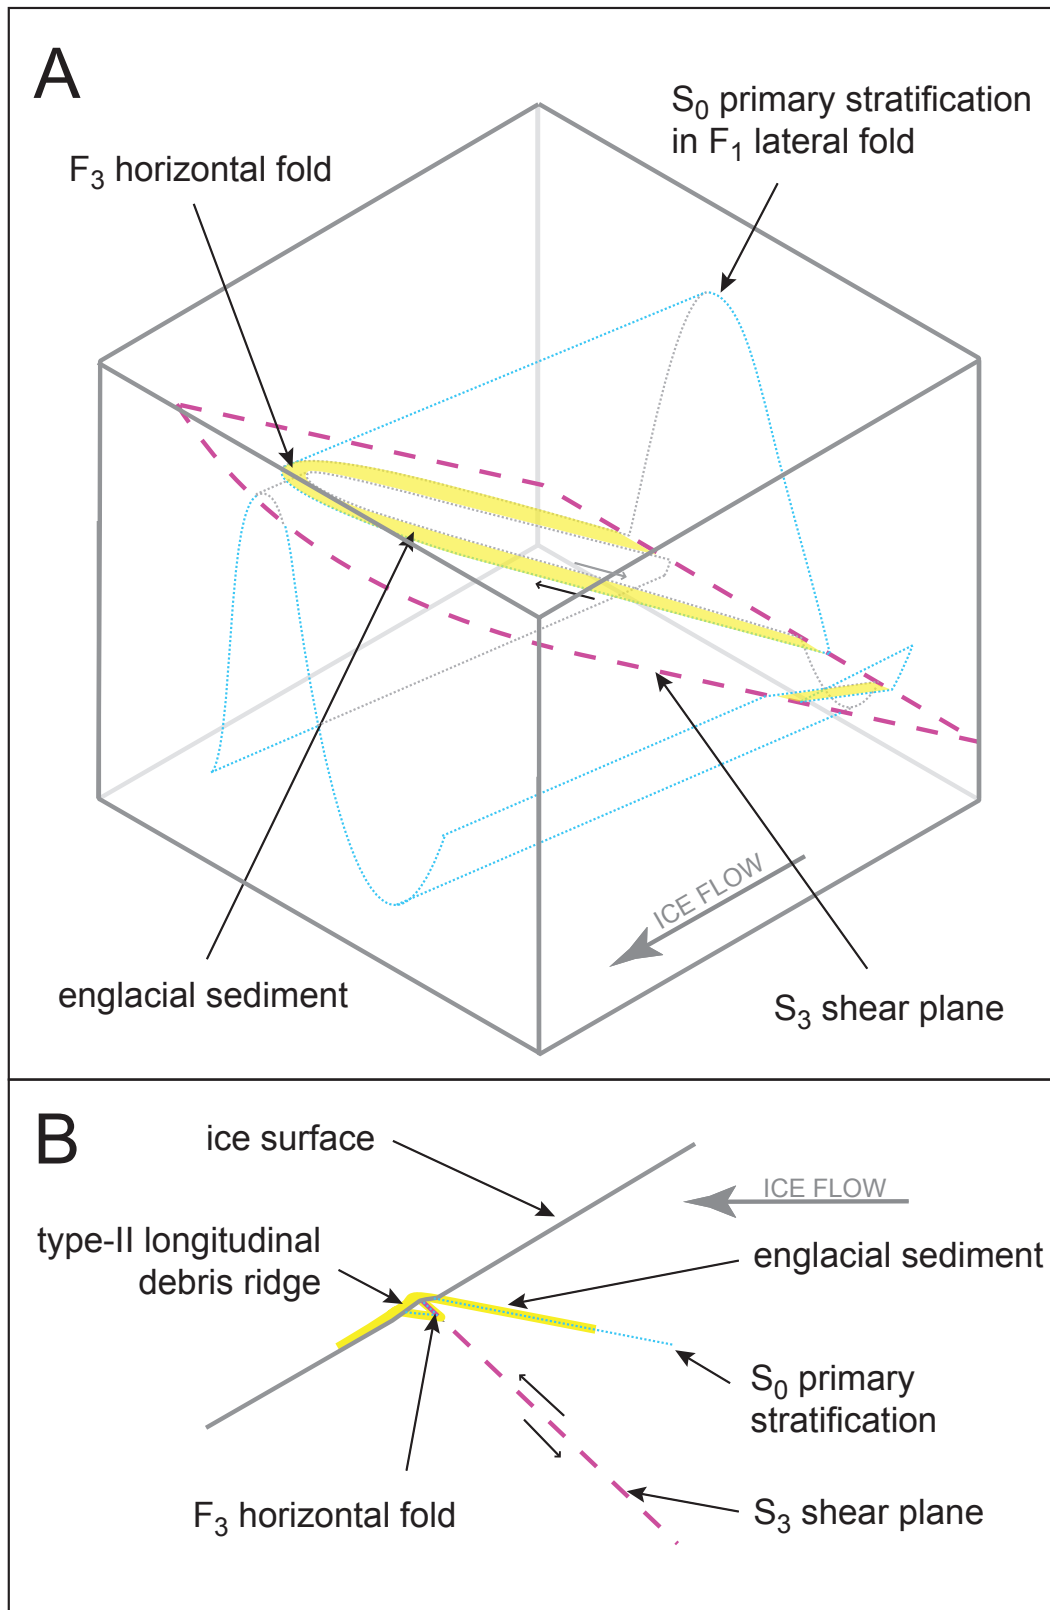 A
S₀ primary stratification
in F₁ lateral fold
F₃ horizontal fold
ICE FLOW
englacial sediment
S₃ shear plane
B
ice surface
ICE FLOW
type-II longitudinal
debris ridge
englacial sediment
S₀ primary
stratification
F₃ horizontal fold
S₃ shear plane